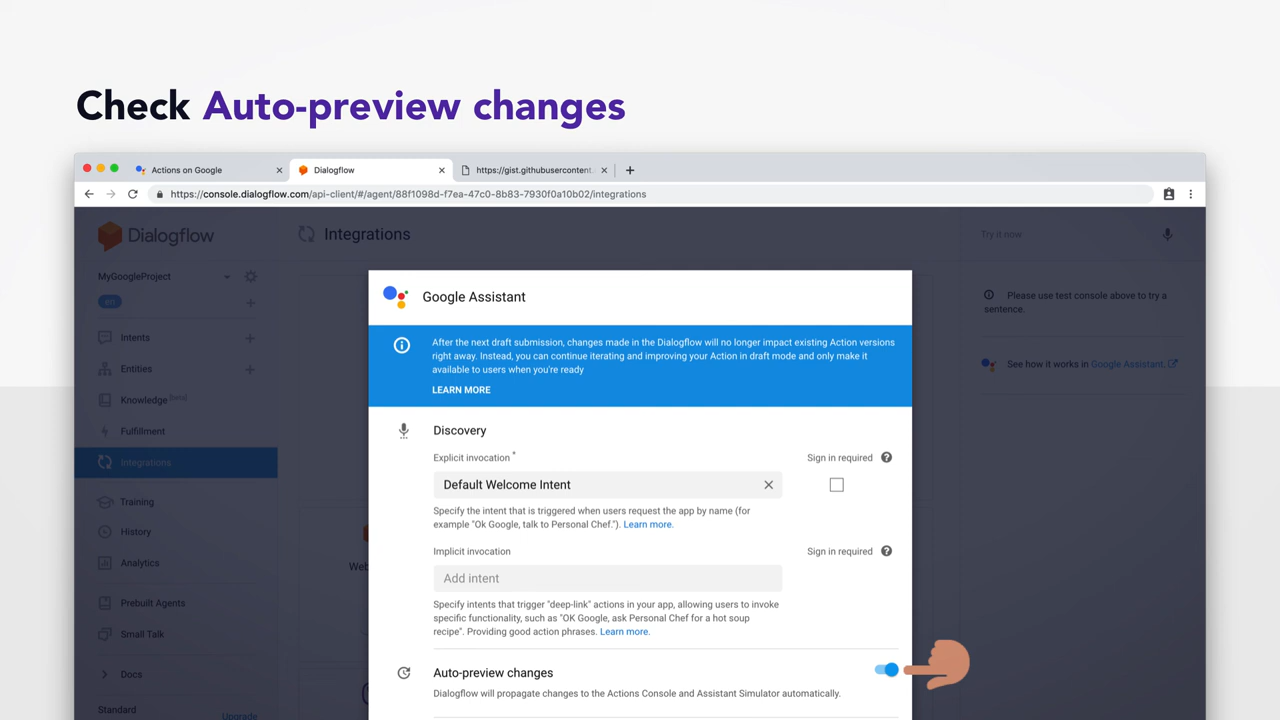 Check Auto-preview changes
Actions on Google
Dialogflow
https://gist.githubusercontent.
https://console.dialogflow.com/api-client/#/agent/88f1098d-f7ea-47c0-8b83-7930f0a10b02/integrations
Dialogflow
Integrations
Try it now
MyGoogleProject
en
Please use test console above to try a
sentence.
Intents
Entities
Knowledge [beta]
Fulfillment
Integrations
Training
History
Analytics
Prebuilt Agents
Small Talk
Docs
Standard
Upgrade
See how it works in Google Assistant.
Google Assistant
After the next draft submission, changes made in the Dialogflow will no longer impact existing Action versions
right away. Instead, you can continue iterating and improving your Action in draft mode and only make it
available to users when you're ready
LEARN MORE
Discovery
Explicit invocation *
Sign in required
Default Welcome Intent
Specify the intent that is triggered when users request the app by name (for
example "Ok Google, talk to Personal Chef."). Learn more.
Implicit invocation
Sign in required
Add intent
Specify intents that trigger "deep-link" actions in your app, allowing users to invoke
specific functionality, such as "OK Google, ask Personal Chef for a hot soup
recipe". Providing good action phrases. Learn more.
Auto-preview changes
Dialogflow will propagate changes to the Actions Console and Assistant Simulator automatically.